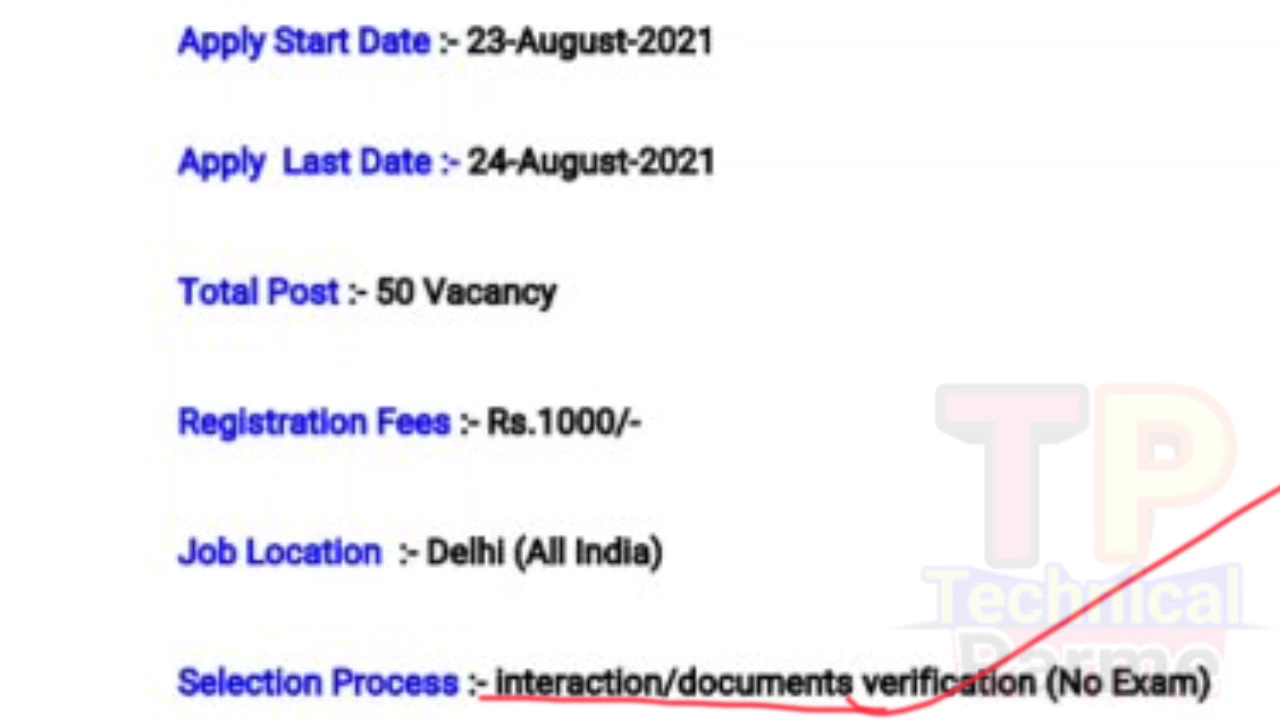 Apply Start Date :- 23-August-2021
Apply Last Date :- 24-August-2021
Total Post :- 50 Vacancy
Registration Fees :- Rs.1000/-
Job Location :- Delhi (All India)
TP
Technical
Parme
Selection Process :- interaction/documents verification (No Exam)